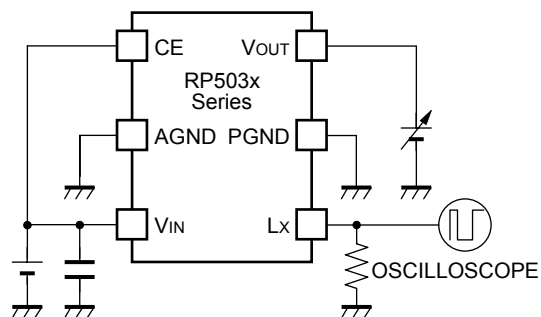 CE
VOUT
RP503x
Series
AGND
PGND
VIN
LX
OSCILLOSCOPE